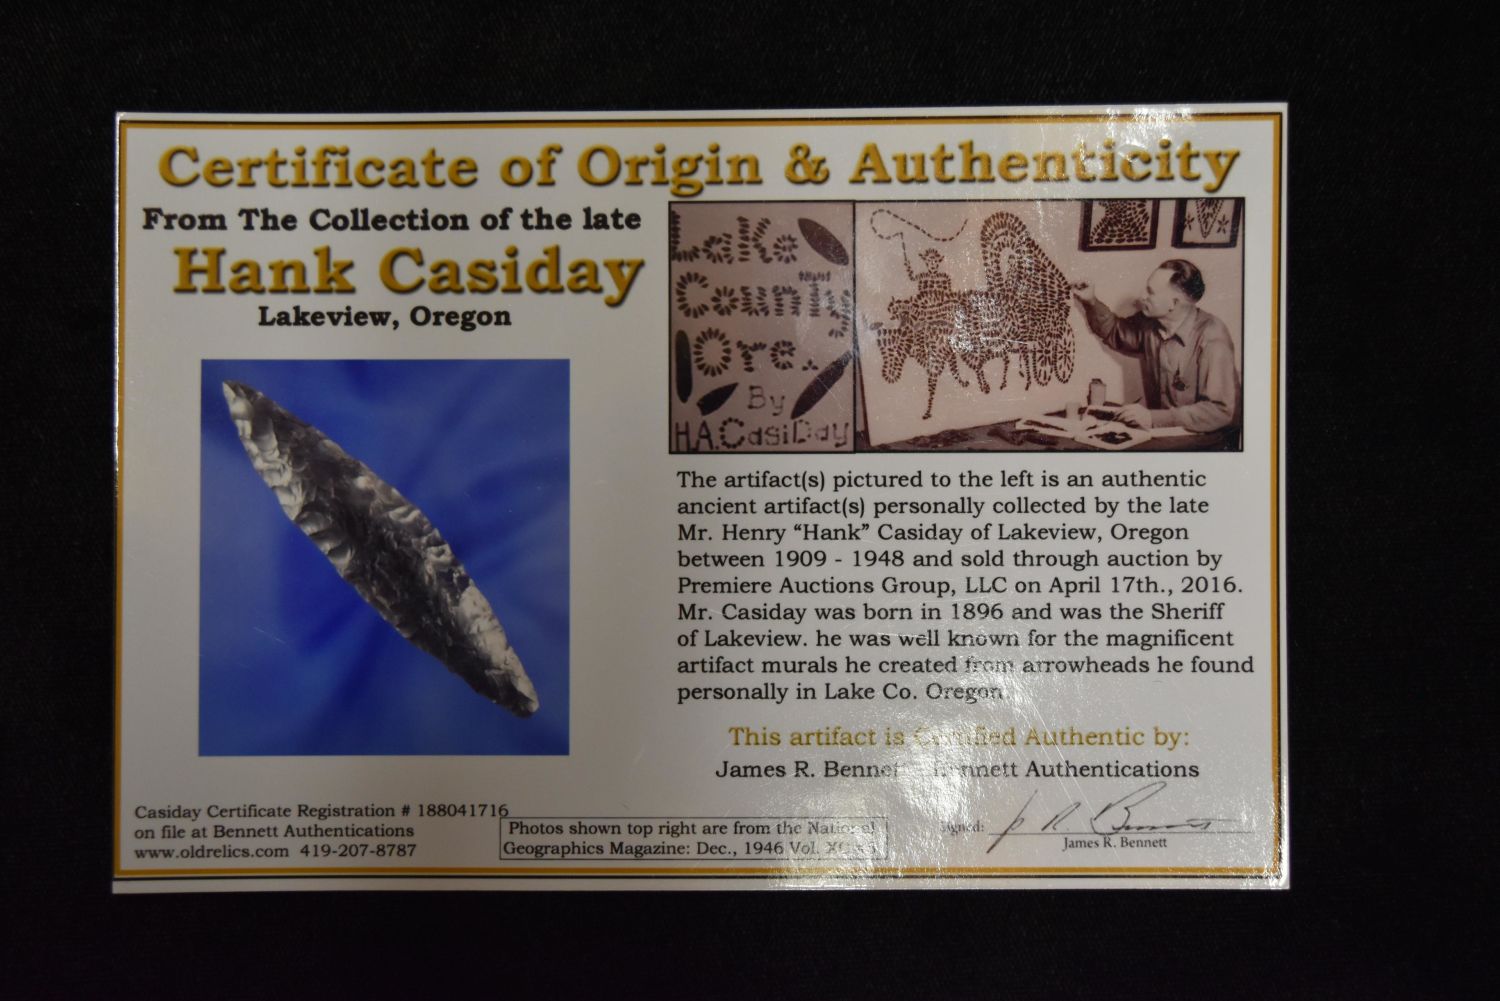 Certificate of Origin & Authenticity
From The Collection of the late
Hank Casiday
Lakeview, Oregon
Lake
County
Ore.
By
H.A. CasiDay
The artifact(s) pictured to the left is an authentic
ancient artifact(s) personally collected by the late
Mr. Henry “Hank” Casiday of Lakeview, Oregon
between 1909 - 1948 and sold through auction by
Premiere Auctions Group, LLC on April 17th., 2016.
Mr. Casiday was born in 1896 and was the Sheriff
of Lakeview. he was well known for the magnificent
artifact murals he created from arrowheads he found
personally in Lake Co. Oregon.
This artifact is Certified Authentic by:
James R. Bennett Bennett Authentications
Casiday Certificate Registration # 188041716
on file at Bennett Authentications
www.oldrelics.com 419-207-8787
Photos shown top right are from the National
Geographics Magazine: Dec., 1946 Vol.
Signed: J R Bennett
James R. Bennett